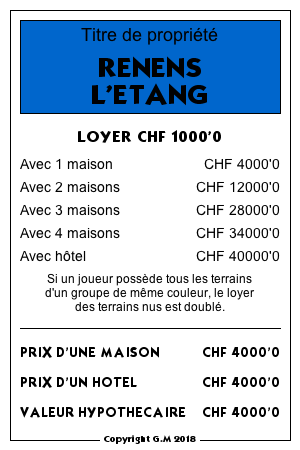 Titre de propriété
RENENS
L'ETANG
LOYER CHF 1000'0
Avec 1 maison CHF 4000'0
Avec 2 maisons CHF 12000'0
Avec 3 maisons CHF 28000'0
Avec 4 maisons CHF 34000'0
Avec hôtel CHF 40000'0
Si un joueur possède tous les terrains
d'un groupe de même couleur, le loyer
des terrains nus est doublé.
PRIX D'UNE MAISON CHF 4000'0
PRIX D'UN HOTEL CHF 4000'0
VALEUR HYPOTHECAIRE CHF 4000'0
Copyright G.M 2018